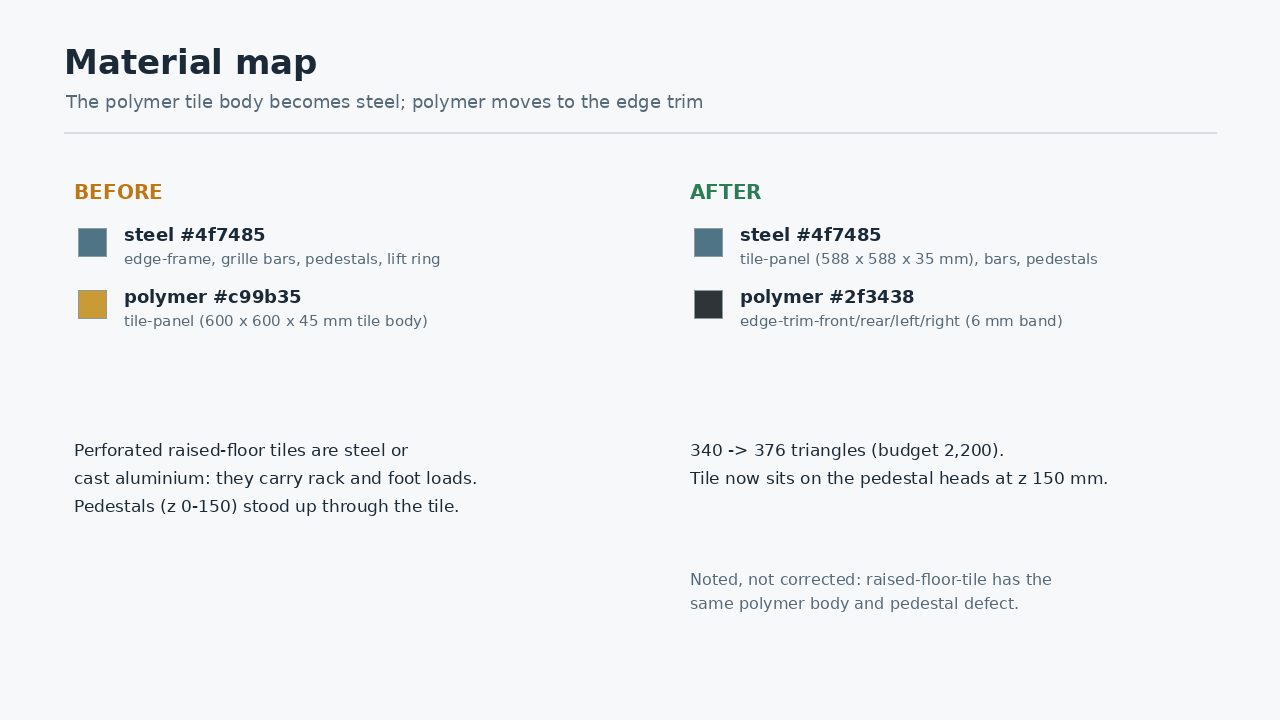 Material map
The polymer tile body becomes steel; polymer moves to the edge trim
BEFORE
steel #4f7485
edge-frame, grille bars, pedestals, lift ring
polymer #c99b35
tile-panel (600 x 600 x 45 mm tile body)
Perforated raised-floor tiles are steel or
cast aluminium: they carry rack and foot loads.
Pedestals (z 0-150) stood up through the tile.
AFTER
steel #4f7485
tile-panel (588 x 588 x 35 mm), bars, pedestals
polymer #2f3438
edge-trim-front/rear/left/right (6 mm band)
340 -> 376 triangles (budget 2,200).
Tile now sits on the pedestal heads at z 150 mm.
Noted, not corrected: raised-floor-tile has the
same polymer body and pedestal defect.